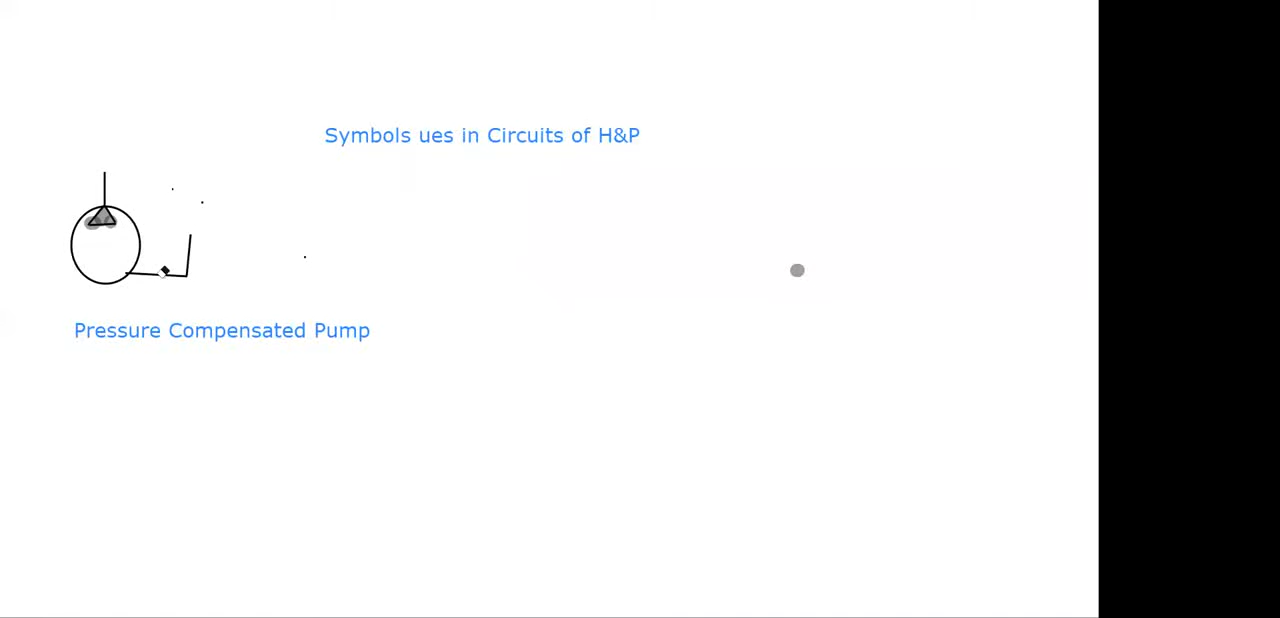 Symbols ues in Circuits of H&P
Pressure Compensated Pump